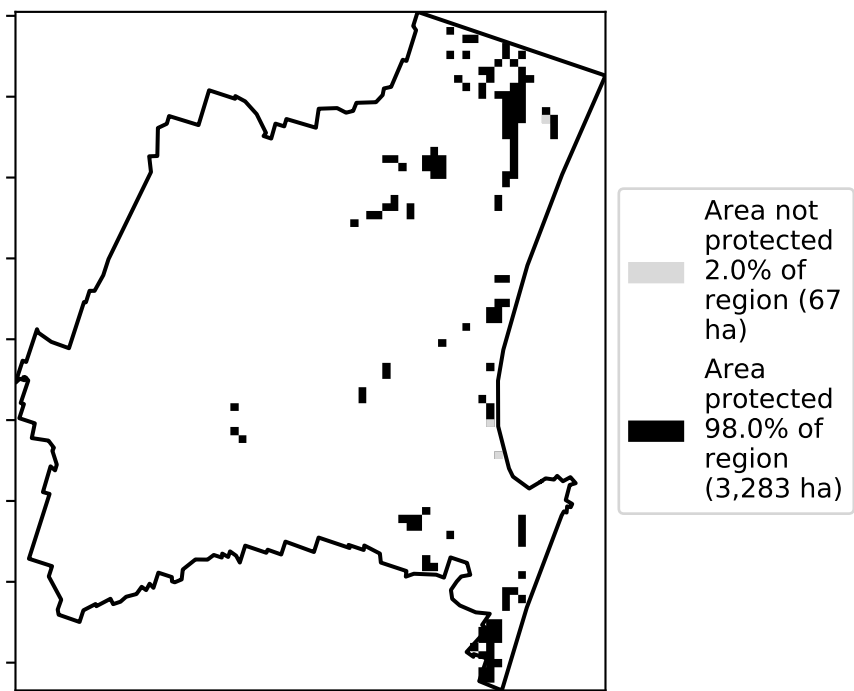 Area not
protected
2.0% of
region (67
ha)
Area
protected
98.0% of
region
(3,283 ha)